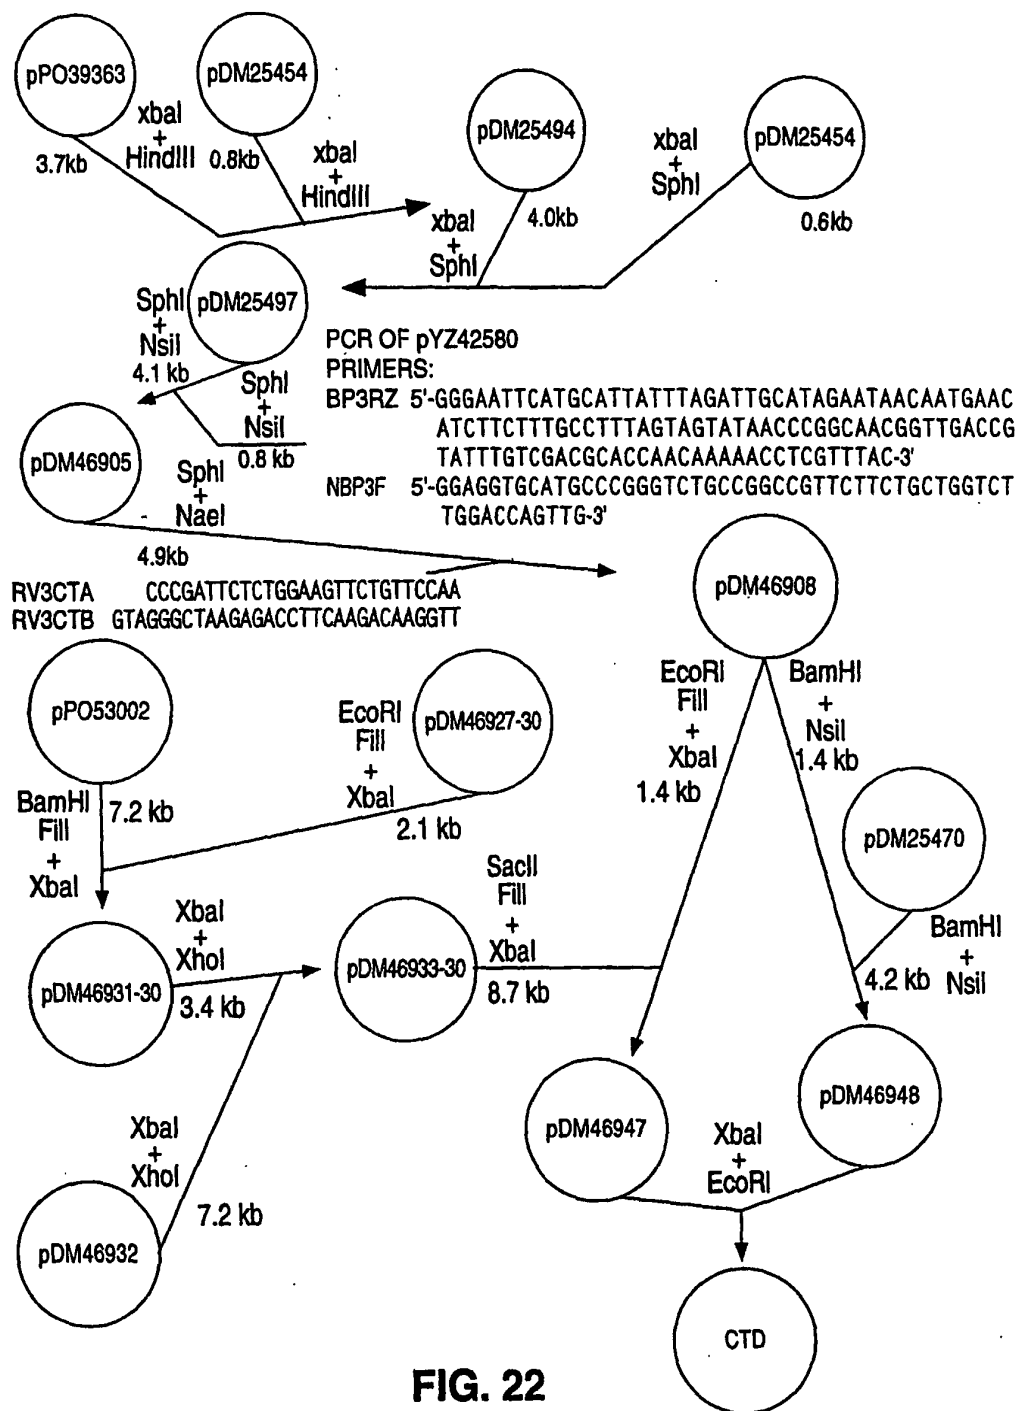 pPO39363
pDM25454
xbaI
+
HindIII
3.7kb
0.8kb
xbaI
+
HindIII
pDM25494
xbaI
+
SphI
pDM25454
4.0kb
0.6kb
xbaI
+
SphI
SphI
+
NsiI
pDM25497
4.1 kb
SphI
+
NsiI
0.8 kb
PCR OF pYZ42580
PRIMERS:
BP3RZ 5'-GGGAATTCATGCATTATTTAGATTGCATAGAATAACAATGAAC
ATCTTCTTTGCCTTTAGTAGTATAACCCGGCAACGGTTGACCG
TATTTGTCGACGCACCAACAAAAACCTCGTTTAC-3'
NBP3F 5'-GGAGGTGCATGCCCGGGTCTGCCGGCCGTTCTTCTGCTGGTCT
TGGACCAGTTG-3'
pDM46905
SphI
+
NaeI
4.9kb
RV3CTA CCCGATTCTCTGGAAGTTCTGTTCCAA
RV3CTB GTAGGGCTAAGAGACCTTCAAGACAAGGTT
pDM46908
pPO53002
EcoRI
Fill
+
XbaI
pDM46927-30
2.1 kb
BamHI
Fill
+
XbaI
7.2 kb
EcoRI
Fill
+
XbaI
1.4 kb
BamHI
+
NsiI
1.4 kb
pDM25470
BamHI
+
NsiI
4.2 kb
pDM46931-30
XbaI
+
XhoI
3.4 kb
pDM46933-30
SacII
Fill
+
XbaI
8.7 kb
XbaI
+
XhoI
7.2 kb
pDM46932
pDM46947
pDM46948
XbaI
+
EcoRI
CTD
FIG. 22